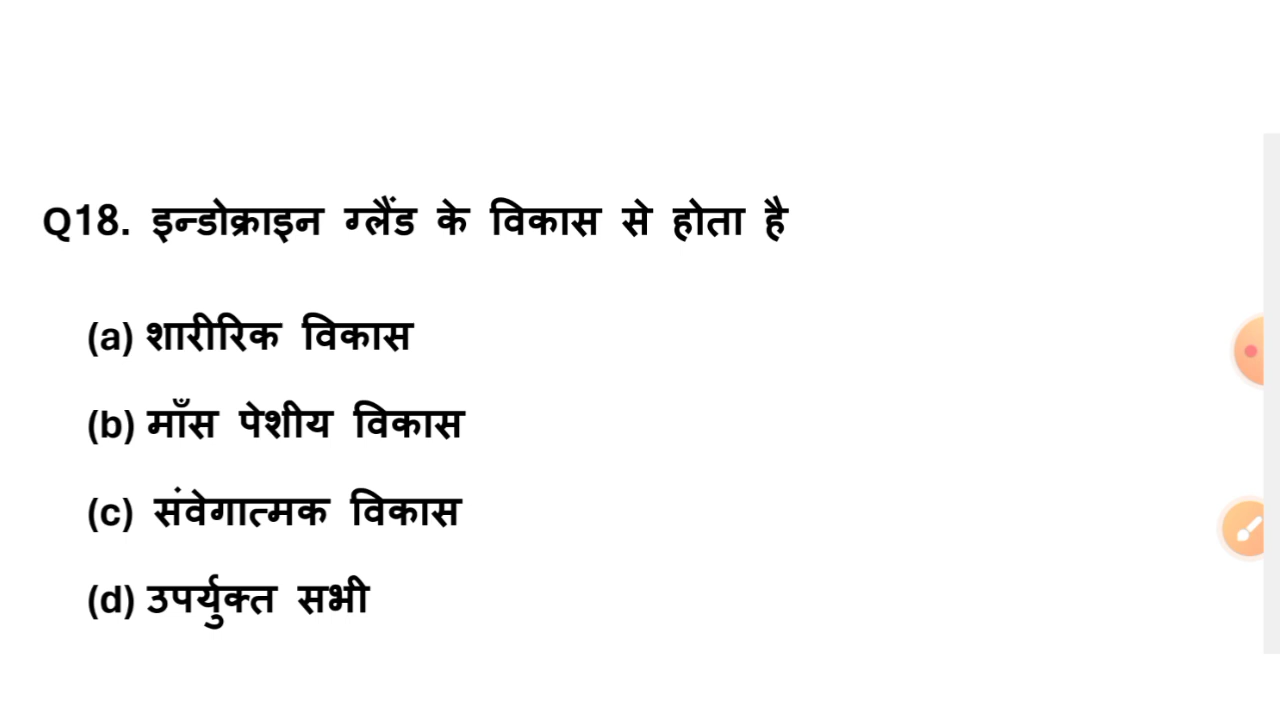 Q18. इन्डोक्राइन ग्लैंड के विकास से होता है
(a) शारीरिक विकास
(b) माँस पेशीय विकास
(c) संवेगात्मक विकास
(d) उपर्युक्त सभी